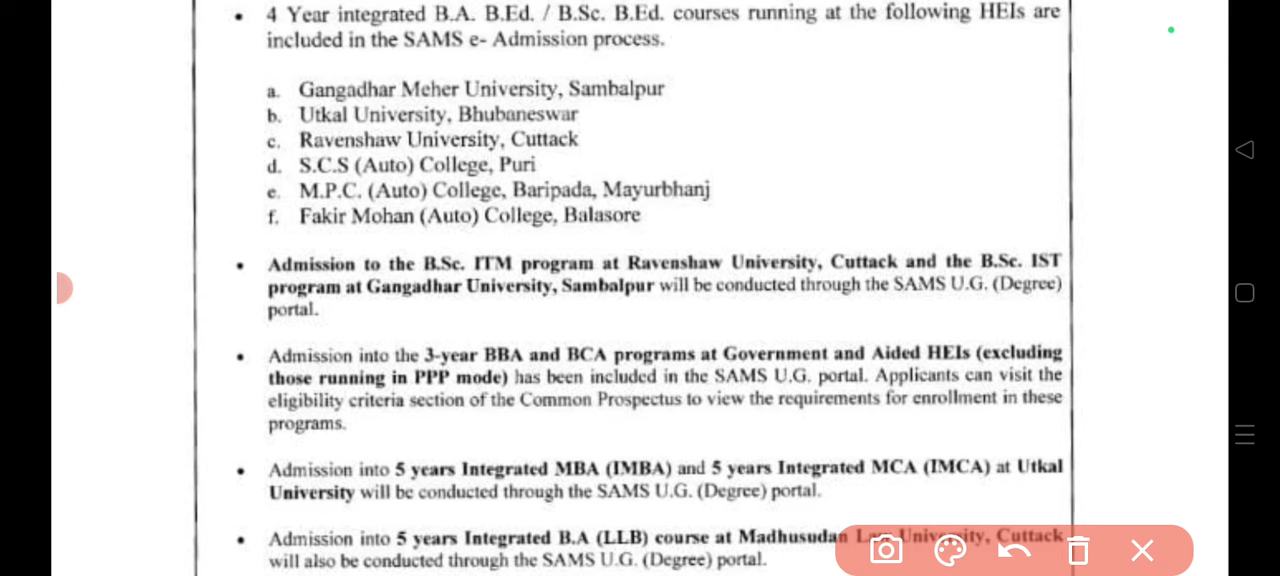 • 4 Year integrated B.A. B.Ed. / B.Sc. B.Ed. courses running at the following HEIs are
included in the SAMS e- Admission process.
a. Gangadhar Meher University, Sambalpur
b. Utkal University, Bhubaneswar
c. Ravenshaw University, Cuttack
d. S.C.S (Auto) College, Puri
e. M.P.C. (Auto) College, Baripada, Mayurbhanj
f. Fakir Mohan (Auto) College, Balasore
• Admission to the B.Sc. ITM program at Ravenshaw University, Cuttack and the B.Sc. IST
program at Gangadhar University, Sambalpur will be conducted through the SAMS U.G. (Degree)
portal.
• Admission into the 3-year BBA and BCA programs at Government and Aided HEIs (excluding
those running in PPP mode) has been included in the SAMS U.G. portal. Applicants can visit the
eligibility criteria section of the Common Prospectus to view the requirements for enrollment in these
programs.
• Admission into 5 years Integrated MBA (IMBA) and 5 years Integrated MCA (IMCA) at Utkal
University will be conducted through the SAMS U.G. (Degree) portal.
• Admission into 5 years Integrated B.A (LLB) course at Madhusudan Law University, Cuttack
will also be conducted through the SAMS U.G. (Degree) portal.